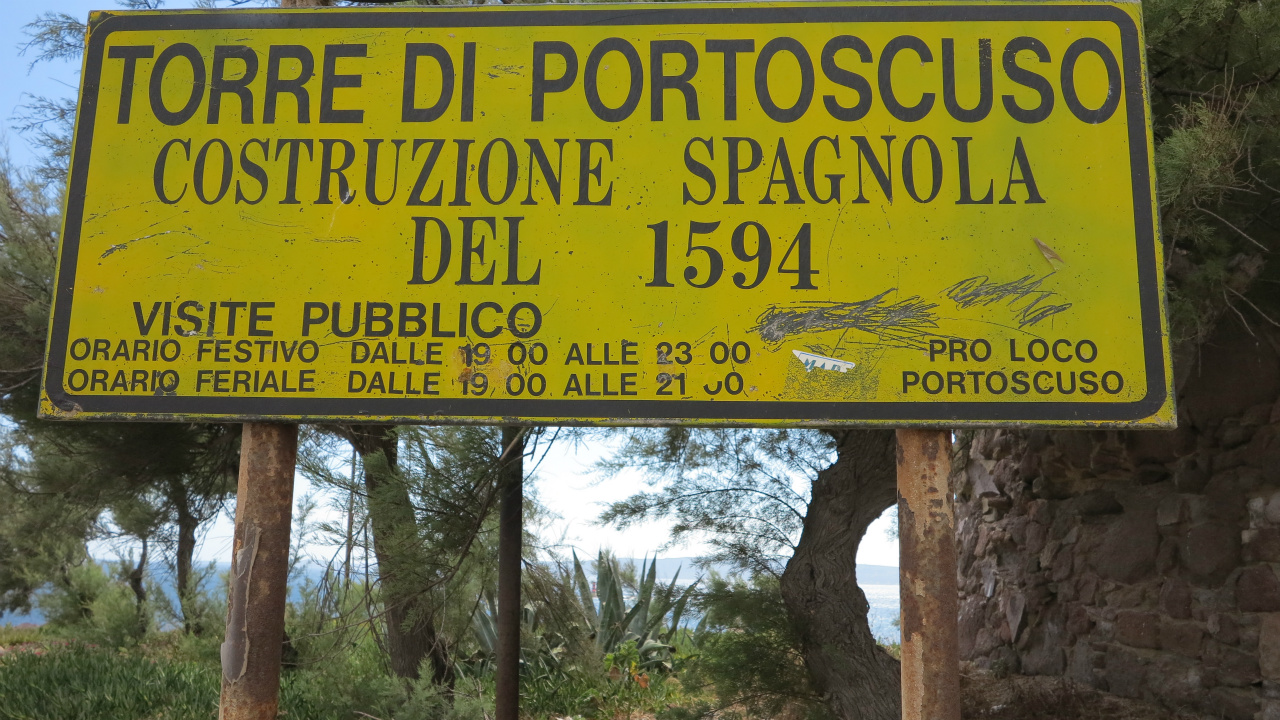 TORRE DI PORTOSCUSO
COSTRUZIONE SPAGNOLA
DEL 1594
VISITE PUBBLICO
ORARIO FESTIVO DALLE 19 00 ALLE 23 00
ORARIO FERIALE DALLE 19 00 ALLE 21 00
PRO LOCO
PORTOSCUSO